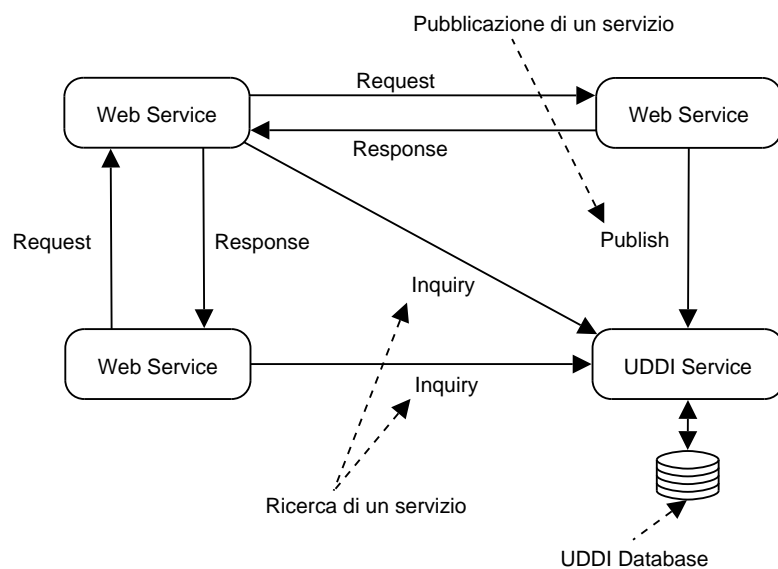 Pubblicazione di un servizio
Request
Web Service
Web Service
Response
Request
Response
Publish
Inquiry
Web Service
UDDI Service
Inquiry
Ricerca di un servizio
UDDI Database